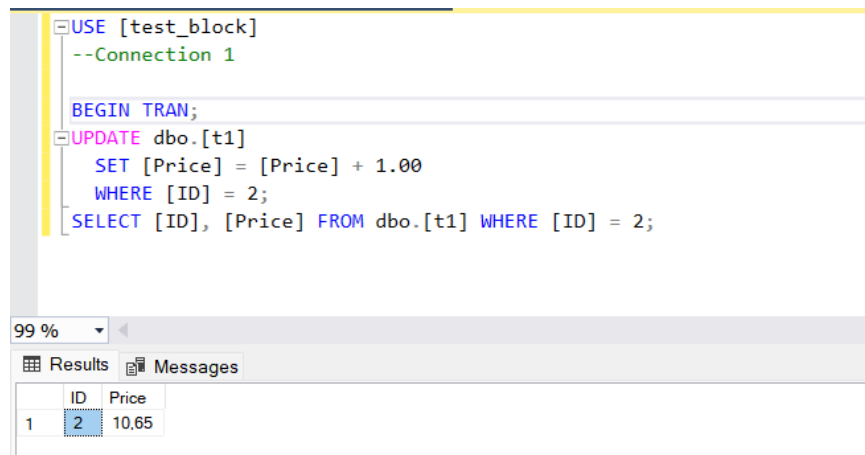 USE [test_block]
--Connection 1
BEGIN TRAN;
UPDATE dbo.[t1]
SET [Price] = [Price] + 1.00
WHERE [ID] = 2;
SELECT [ID], [Price] FROM dbo.[t1] WHERE [ID] = 2;
99 %
Results Messages
ID Price
1 2 10,65